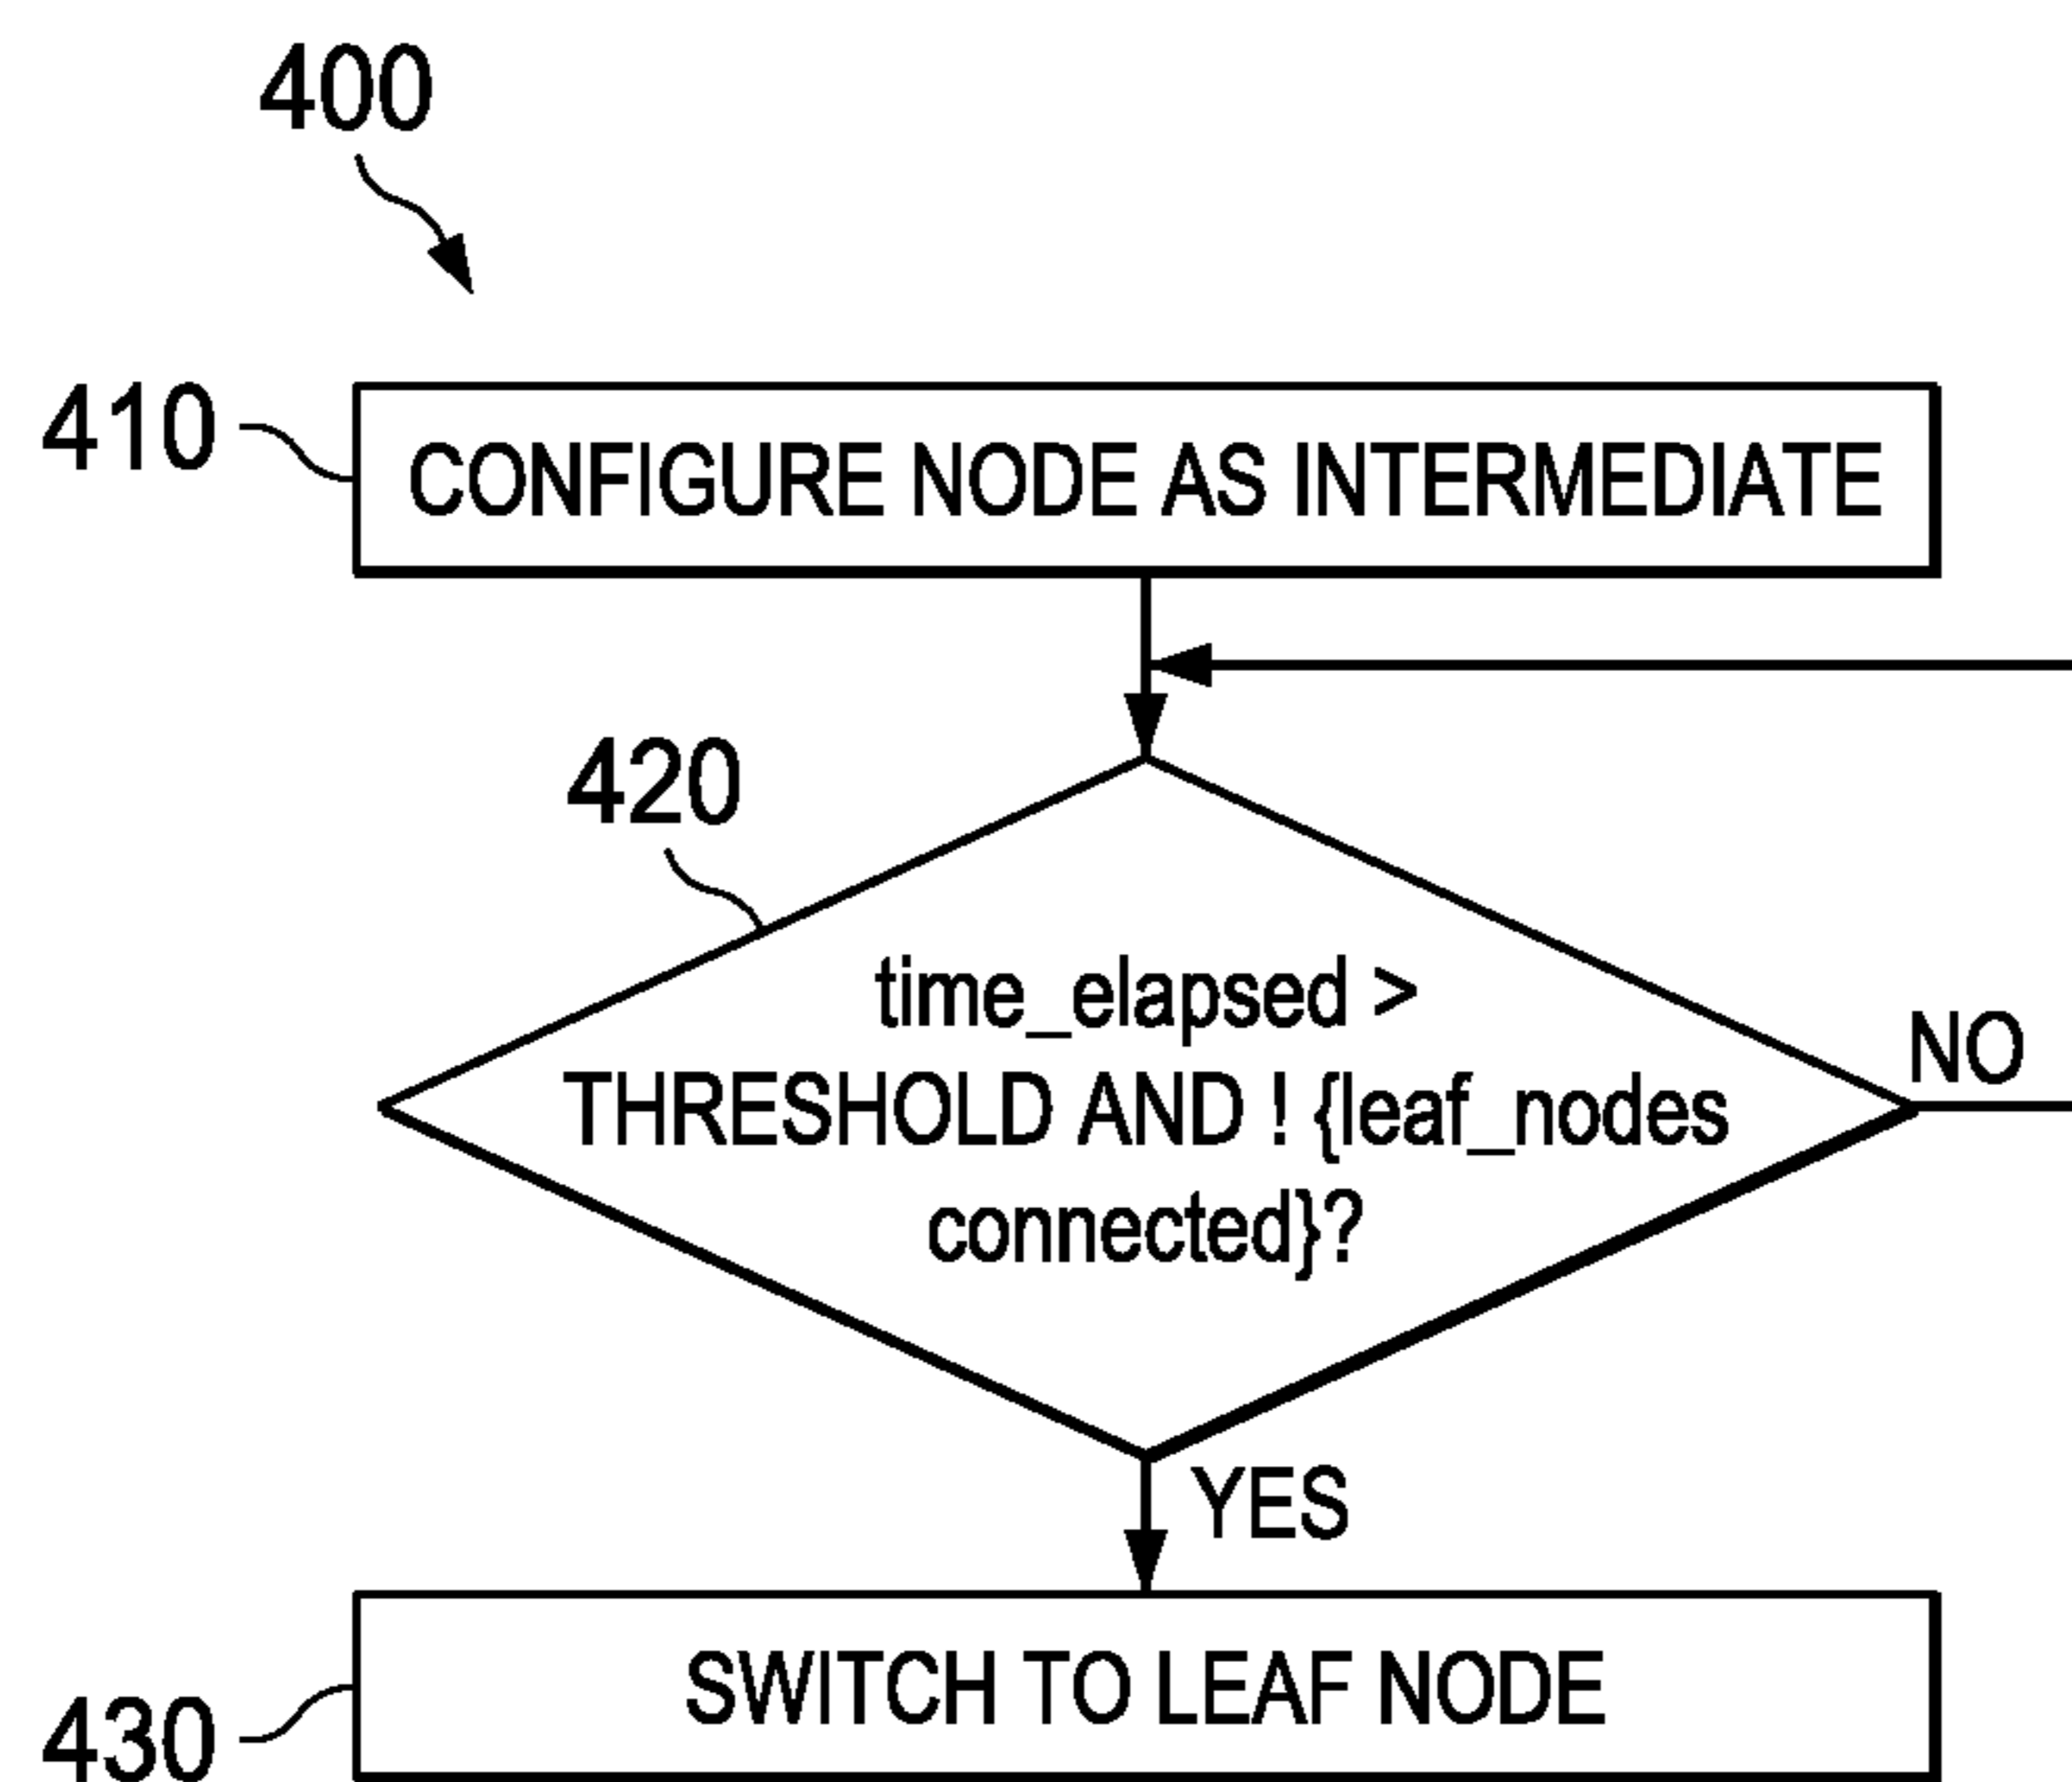 400
410
CONFIGURE NODE AS INTERMEDIATE
420
time_elapsed >
THRESHOLD AND ! {leaf_nodes
connected}?
NO
YES
SWITCH TO LEAF NODE
430